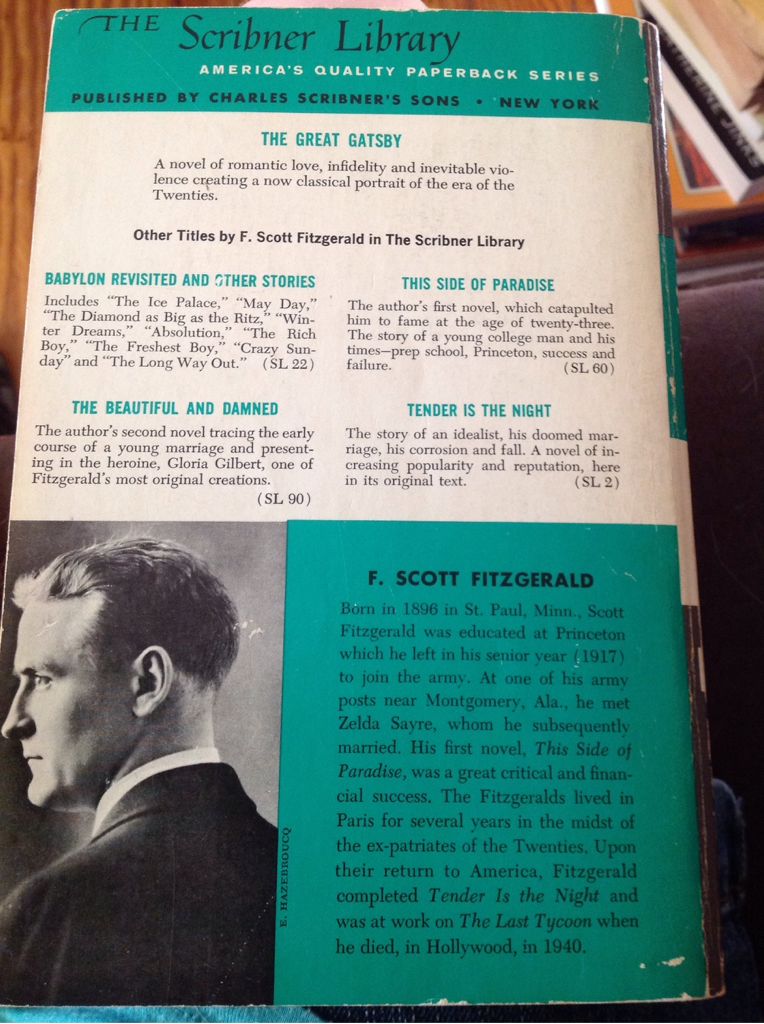 THE Scribner Library
AMERICA'S QUALITY PAPERBACK SERIES
PUBLISHED BY CHARLES SCRIBNER'S SONS • NEW YORK
THE GREAT GATSBY
A novel of romantic love, infidelity and inevitable vio-
lence creating a now classical portrait of the era of the
Twenties.
Other Titles by F. Scott Fitzgerald in The Scribner Library
BABYLON REVISITED AND OTHER STORIES
Includes "The Ice Palace," "May Day,"
"The Diamond as Big as the Ritz," "Win-
ter Dreams," "Absolution," "The Rich
Boy," "The Freshest Boy," "Crazy Sun-
day" and "The Long Way Out." (SL 22)
THIS SIDE OF PARADISE
The author's first novel, which catapulted
him to fame at the age of twenty-three.
The story of a young college man and his
times—prep school, Princeton, success and
failure. (SL 60)
THE BEAUTIFUL AND DAMNED
The author's second novel tracing the early
course of a young marriage and present-
ing in the heroine, Gloria Gilbert, one of
Fitzgerald's most original creations.
(SL 90)
TENDER IS THE NIGHT
The story of an idealist, his doomed mar-
riage, his corrosion and fall. A novel of in-
creasing popularity and reputation, here
in its original text. (SL 2)
E. HAZEBROUCQ
F. SCOTT FITZGERALD
Born in 1896 in St. Paul, Minn., Scott
Fitzgerald was educated at Princeton
which he left in his senior year (1917)
to join the army. At one of his army
posts near Montgomery, Ala., he met
Zelda Sayre, whom he subsequently
married. His first novel, This Side of
Paradise, was a great critical and finan-
cial success. The Fitzgeralds lived in
Paris for several years in the midst of
the ex-patriates of the Twenties. Upon
their return to America, Fitzgerald
completed Tender Is the Night and
was at work on The Last Tycoon when
he died, in Hollywood, in 1940.
JINKS